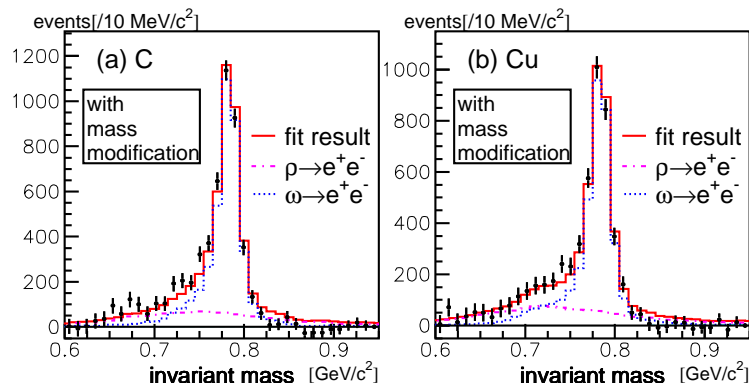 events[/10 MeV/c²]
(a) C
with
mass
modification
fit result
ρ→e⁺e⁻
ω→e⁺e⁻
1200
1000
800
600
400
200
0
0.6 0.7 0.8 0.9
invariant mass [GeV/c²]
events[/10 MeV/c²]
(b) Cu
with
mass
modification
fit result
ρ→e⁺e⁻
ω→e⁺e⁻
1000
800
600
400
200
0
0.6 0.7 0.8 0.9
invariant mass [GeV/c²]